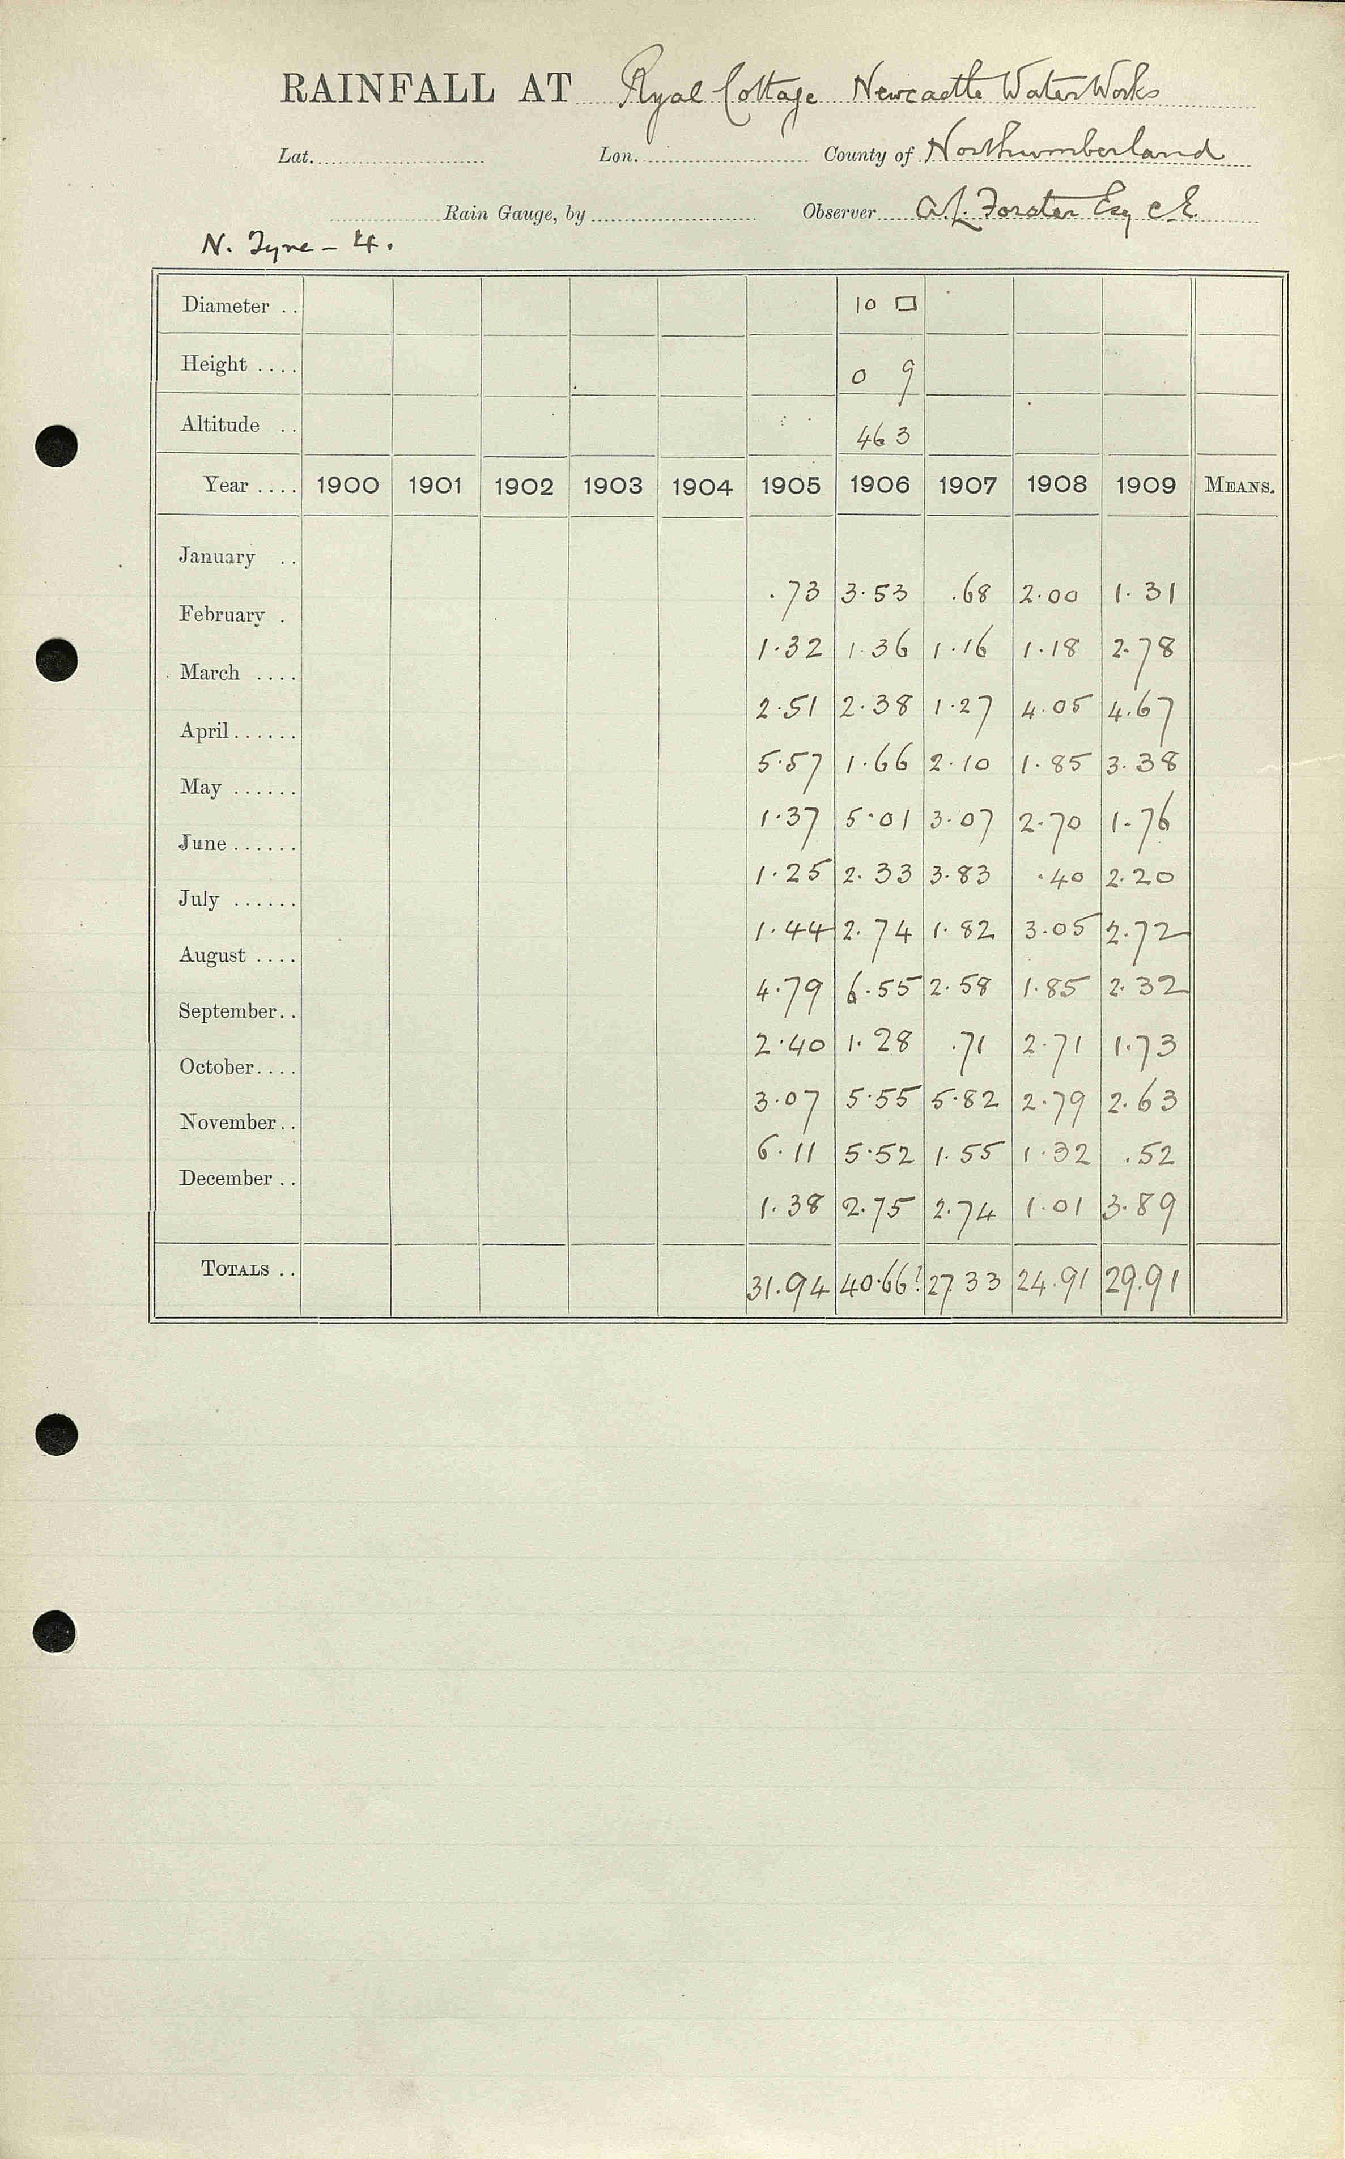 RAINFALL AT Ryal Cottage Newcastle Water Works
Lat. Lon. County of Northumberland
Rain Gauge, by Observer A.L. Forster Esq C.E.
N. Tyne - 4.
Diameter . . 10 □
Height . . . . 0 9
Altitude . . 463
Year . . . . 1900 1901 1902 1903 1904 1905 1906 1907 1908 1909 MEANS.
January . . .73 3.53 .68 2.00 1.31
February . 1.32 1.36 1.16 1.18 2.78
March . . . . 2.51 2.38 1.27 4.05 4.67
April . . . . . . 5.57 1.66 2.10 1.85 3.38
May . . . . . . 1.37 5.01 3.07 2.70 1.76
June . . . . . . 1.25 2.33 3.83 .40 2.20
July . . . . . . 1.44 2.74 1.82 3.05 2.72
August . . . . 4.79 6.55 2.58 1.85 2.32
September . . 2.40 1.28 .71 2.71 1.73
October . . . . 3.07 5.55 5.82 2.79 2.63
November . . 6.11 5.52 1.55 1.32 .52
December . . 1.38 2.75 2.74 1.01 3.89
TOTALS . . 31.94 40.66? 27.33 24.91 29.91